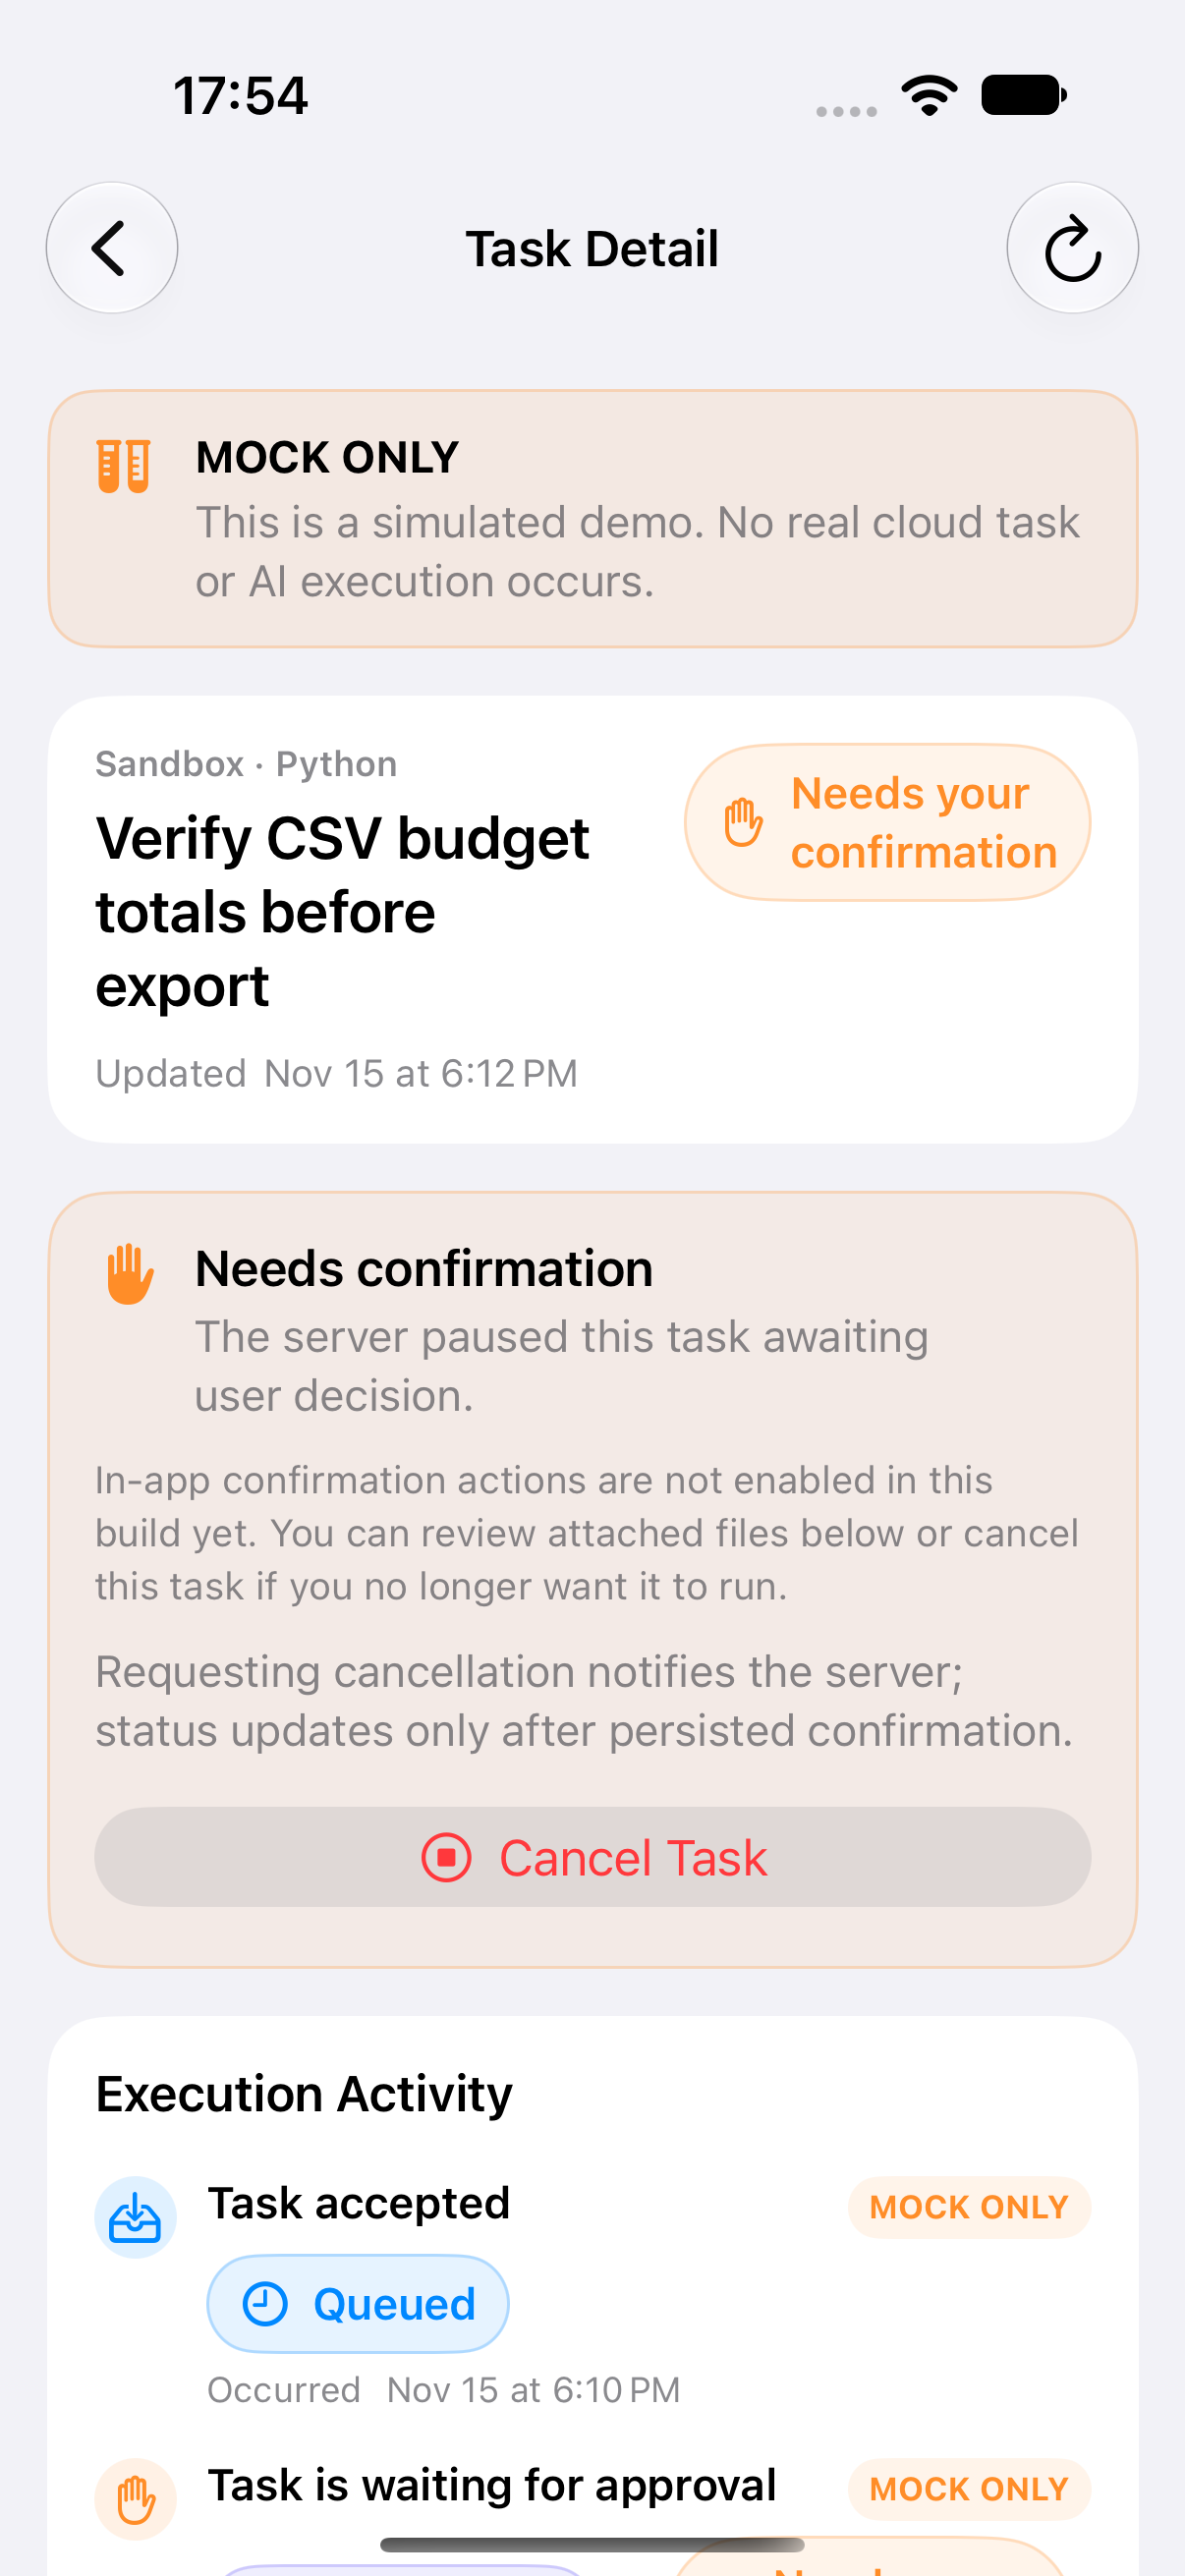 17:54
Task Detail
MOCK ONLY
This is a simulated demo. No real cloud task
or AI execution occurs.
Sandbox · Python
Verify CSV budget
totals before
export
Needs your
confirmation
Updated Nov 15 at 6:12 PM
Needs confirmation
The server paused this task awaiting
user decision.
In-app confirmation actions are not enabled in this
build yet. You can review attached files below or cancel
this task if you no longer want it to run.
Requesting cancellation notifies the server;
status updates only after persisted confirmation.
Cancel Task
Execution Activity
Task accepted
MOCK ONLY
Queued
Occurred Nov 15 at 6:10 PM
Task is waiting for approval
MOCK ONLY